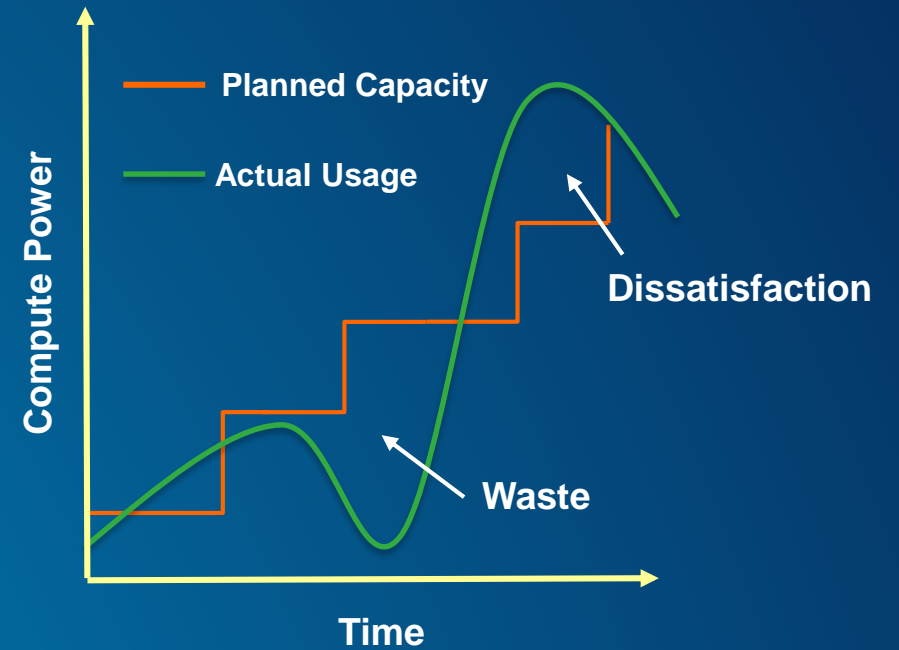 Planned Capacity
Actual Usage
Compute Power
Dissatisfaction
Waste
Time